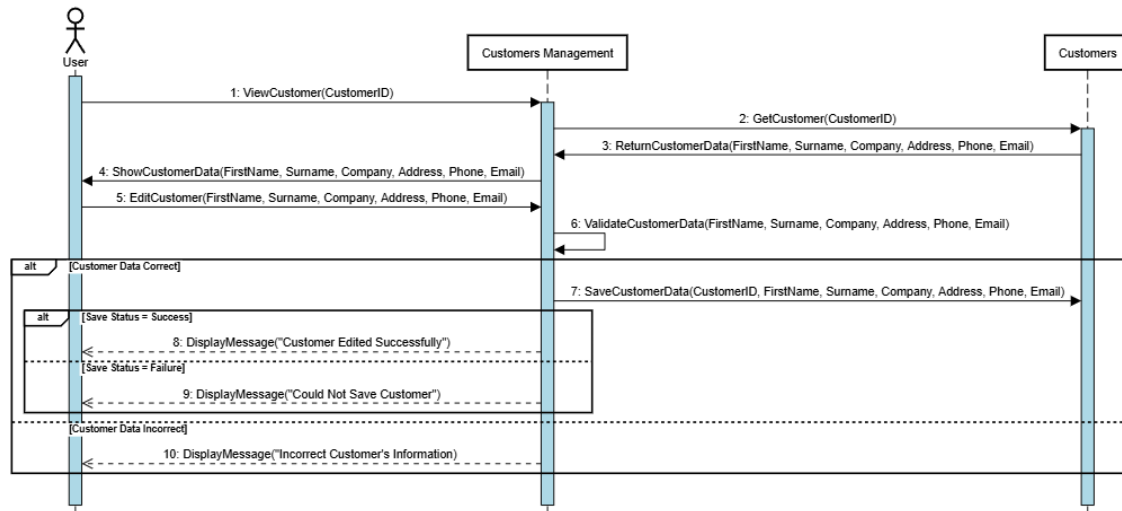 User
Customers Management
Customers
1: ViewCustomer(CustomerID)
2: GetCustomer(CustomerID)
3: ReturnCustomerData(FirstName, Surname, Company, Address, Phone, Email)
4: ShowCustomerData(FirstName, Surname, Company, Address, Phone, Email)
5: EditCustomer(FirstName, Surname, Company, Address, Phone, Email)
6: ValidateCustomerData(FirstName, Surname, Company, Address, Phone, Email)
alt [Customer Data Correct]
7: SaveCustomerData(CustomerID, FirstName, Surname, Company, Address, Phone, Email)
alt [Save Status = Success]
8: DisplayMessage("Customer Edited Successfully")
[Save Status = Failure]
9: DisplayMessage("Could Not Save Customer")
[Customer Data Incorrect]
10: DisplayMessage("Incorrect Customer's Information)